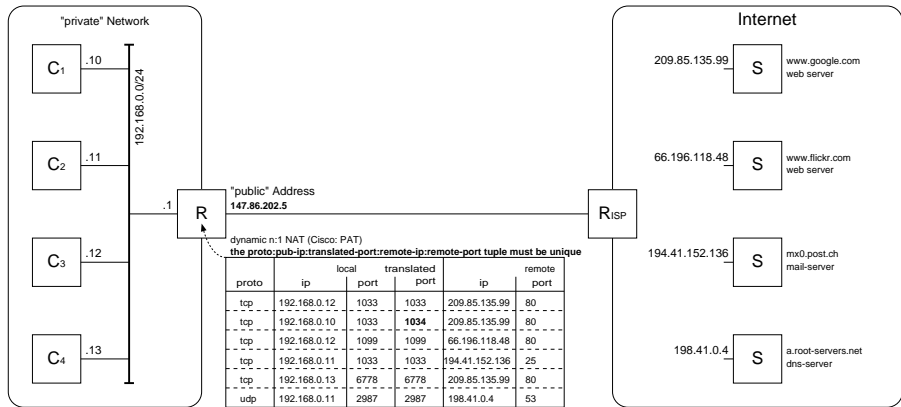 "private" Network
Internet
C1
.10
192.168.0.0/24
C2
.11
C3
.12
C4
.13
.1
R
"public" Address
147.86.202.5
RISP
209.85.135.99
S
www.google.com
web server
66.196.118.48
S
www.flickr.com
web server
194.41.152.136
S
mx0.post.ch
mail-server
198.41.0.4
S
a.root-servers.net
dns-server
dynamic n:1 NAT (Cisco: PAT)
the proto:pub-ip:translated-port:remote-ip:remote-port tuple must be unique
local translated remote
proto ip port port ip port
tcp 192.168.0.12 1033 1033 209.85.135.99 80
tcp 192.168.0.10 1033 1034 209.85.135.99 80
tcp 192.168.0.12 1099 1099 66.196.118.48 80
tcp 192.168.0.11 1033 1033 194.41.152.136 25
tcp 192.168.0.13 6778 6778 209.85.135.99 80
udp 192.168.0.11 2987 2987 198.41.0.4 53